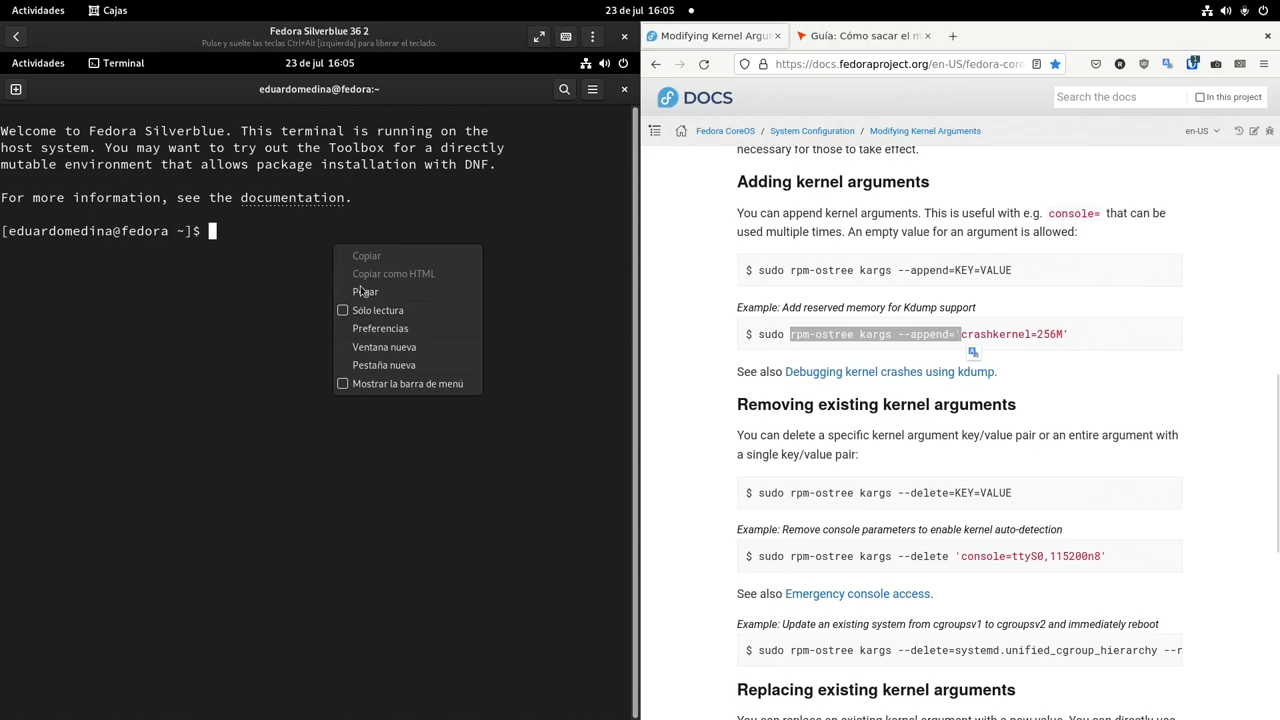 Actividades Cajas 23 de jul 16:05
Fedora Silverblue 36 2
Pulse y suelte las teclas Ctrl+Alt [izquierda] para liberar el teclado.
Actividades Terminal 23 de jul 16:05
eduardomedina@fedora:~
Welcome to Fedora Silverblue. This terminal is running on the
host system. You may want to try out the Toolbox for a directly
mutable environment that allows package installation with DNF.
For more information, see the documentation.
[eduardomedina@fedora ~]$
Copiar
Copiar como HTML
Pegar
Sólo lectura
Preferencias
Ventana nueva
Pestaña nueva
Mostrar la barra de menú
Modifying Kernel Argu
Guía: Cómo sacar el m
https://docs.fedoraproject.org/en-US/fedora-core
DOCS
Search the docs
In this project
Fedora CoreOS / System Configuration / Modifying Kernel Arguments
en-US
necessary for those to take effect.
Adding kernel arguments
You can append kernel arguments. This is useful with e.g. console= that can be
used multiple times. An empty value for an argument is allowed:
$ sudo rpm-ostree kargs --append=KEY=VALUE
Example: Add reserved memory for Kdump support
$ sudo rpm-ostree kargs --append='crashkernel=256M'
See also Debugging kernel crashes using kdump.
Removing existing kernel arguments
You can delete a specific kernel argument key/value pair or an entire argument with
a single key/value pair:
$ sudo rpm-ostree kargs --delete=KEY=VALUE
Example: Remove console parameters to enable kernel auto-detection
$ sudo rpm-ostree kargs --delete 'console=ttyS0,115200n8'
See also Emergency console access.
Example: Update an existing system from cgroupsv1 to cgroupsv2 and immediately reboot
$ sudo rpm-ostree kargs --delete=systemd.unified_cgroup_hierarchy --r
Replacing existing kernel arguments